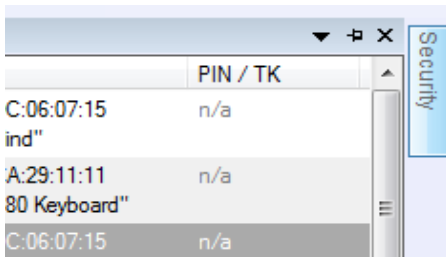 PIN / TK
C:06:07:15 n/a
ind"
A:29:11:11 n/a
80 Keyboard"
C:06:07:15 n/a
Security